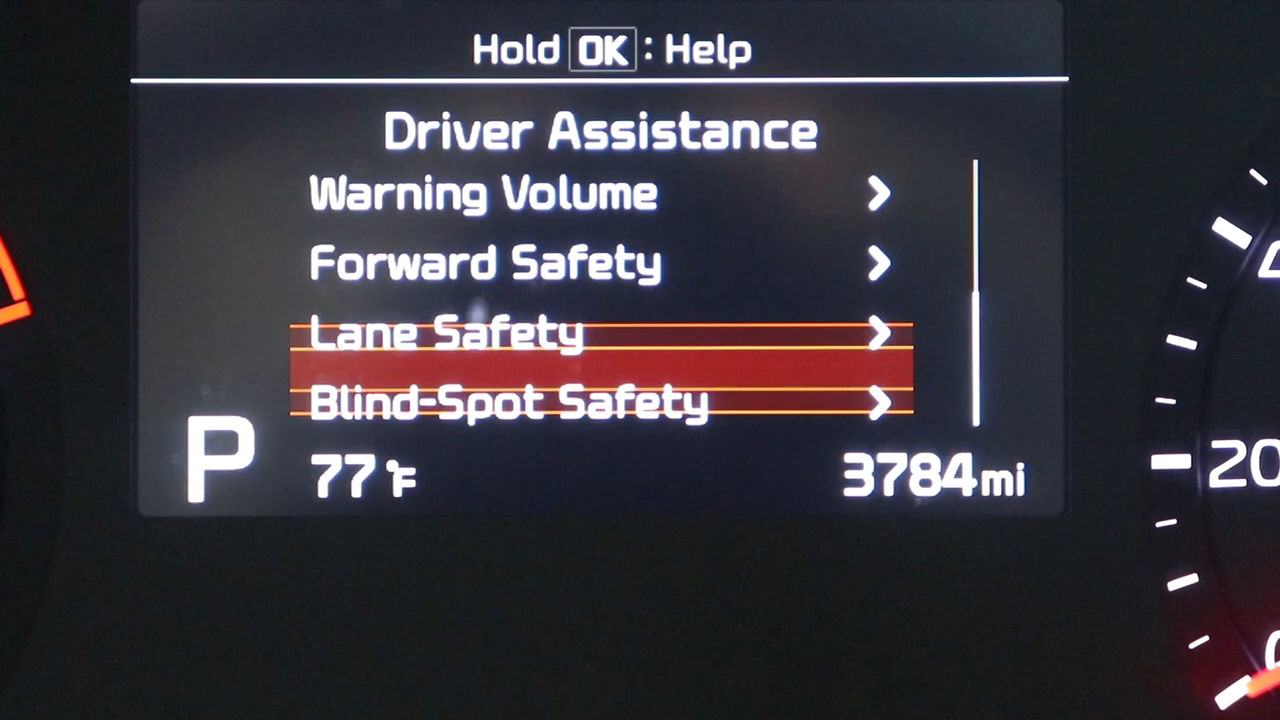 Hold OK : Help
Driver Assistance
Warning Volume
Forward Safety
Lane Safety
Blind-Spot Safety
P
77 °F
3784 mi
20